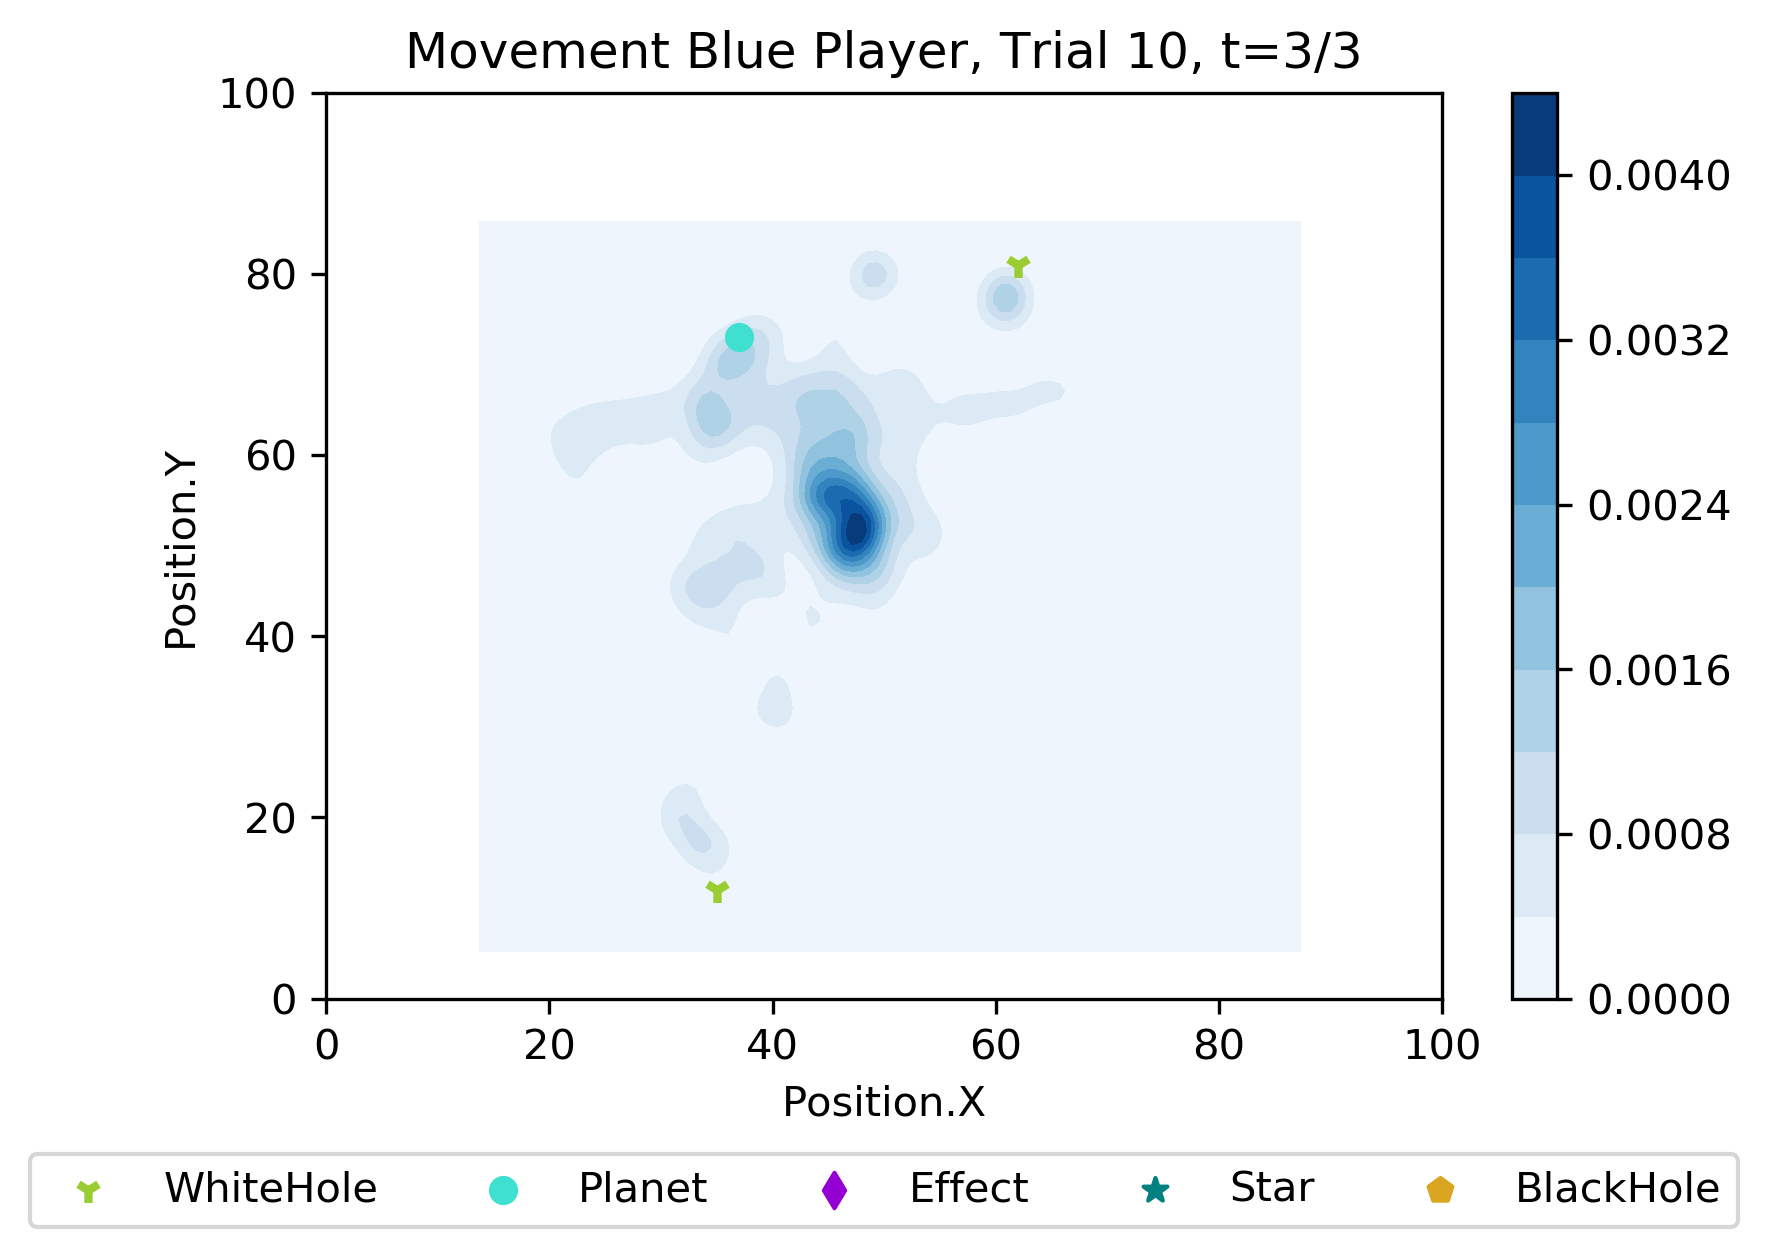 Movement Blue Player, Trial 10, t=3/3
100
80
60
40
20
0
Position.Y
0 20 40 60 80 100
Position.X
0.0040
0.0032
0.0024
0.0016
0.0008
0.0000
WhiteHole Planet Effect Star BlackHole